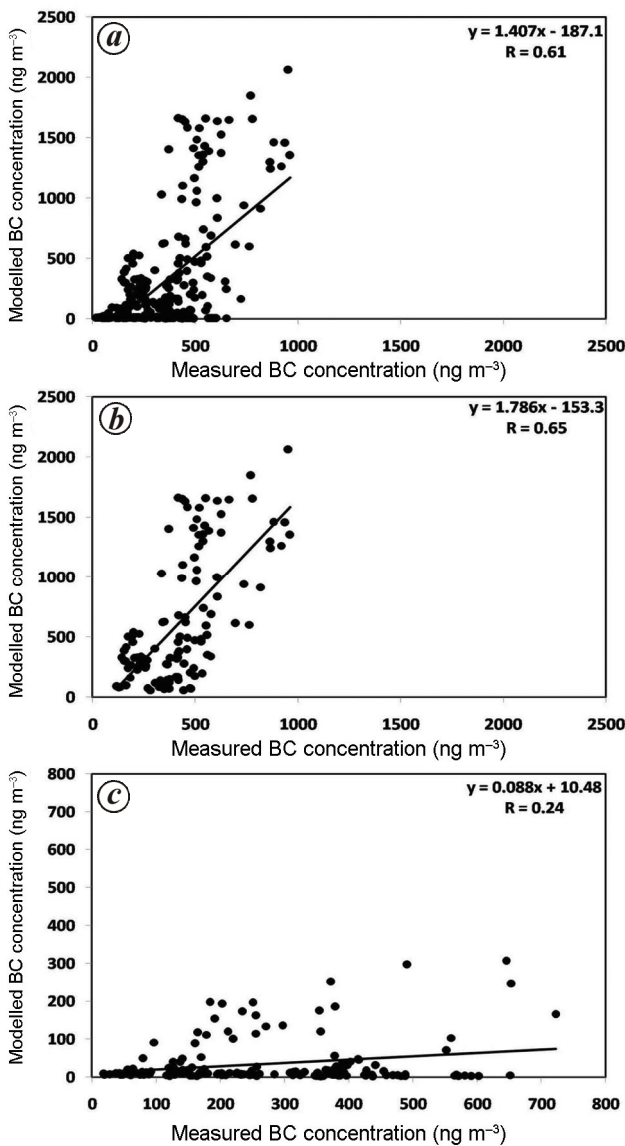 a
y = 1.407x - 187.1
R = 0.61
Modelled BC concentration (ng m⁻³)
2500
2000
1500
1000
500
0
0 500 1000 1500 2000 2500
Measured BC concentration (ng m⁻³)
b
y = 1.786x - 153.3
R = 0.65
Modelled BC concentration (ng m⁻³)
2500
2000
1500
1000
500
0
0 500 1000 1500 2000 2500
Measured BC concentration (ng m⁻³)
c
y = 0.088x + 10.48
R = 0.24
Modelled BC concentration (ng m⁻³)
800
700
600
500
400
300
200
100
0
0 100 200 300 400 500 600 700 800
Measured BC concentration (ng m⁻³)